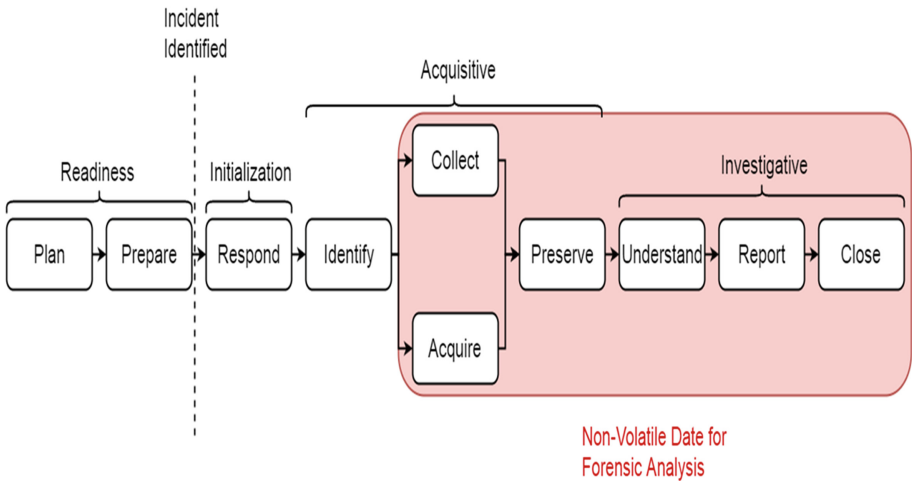 Incident
Identified
Acquisitive
Readiness
Initialization
Investigative
Collect
Plan
Prepare
Respond
Identify
Preserve
Understand
Report
Close
Acquire
Non-Volatile Date for
Forensic Analysis